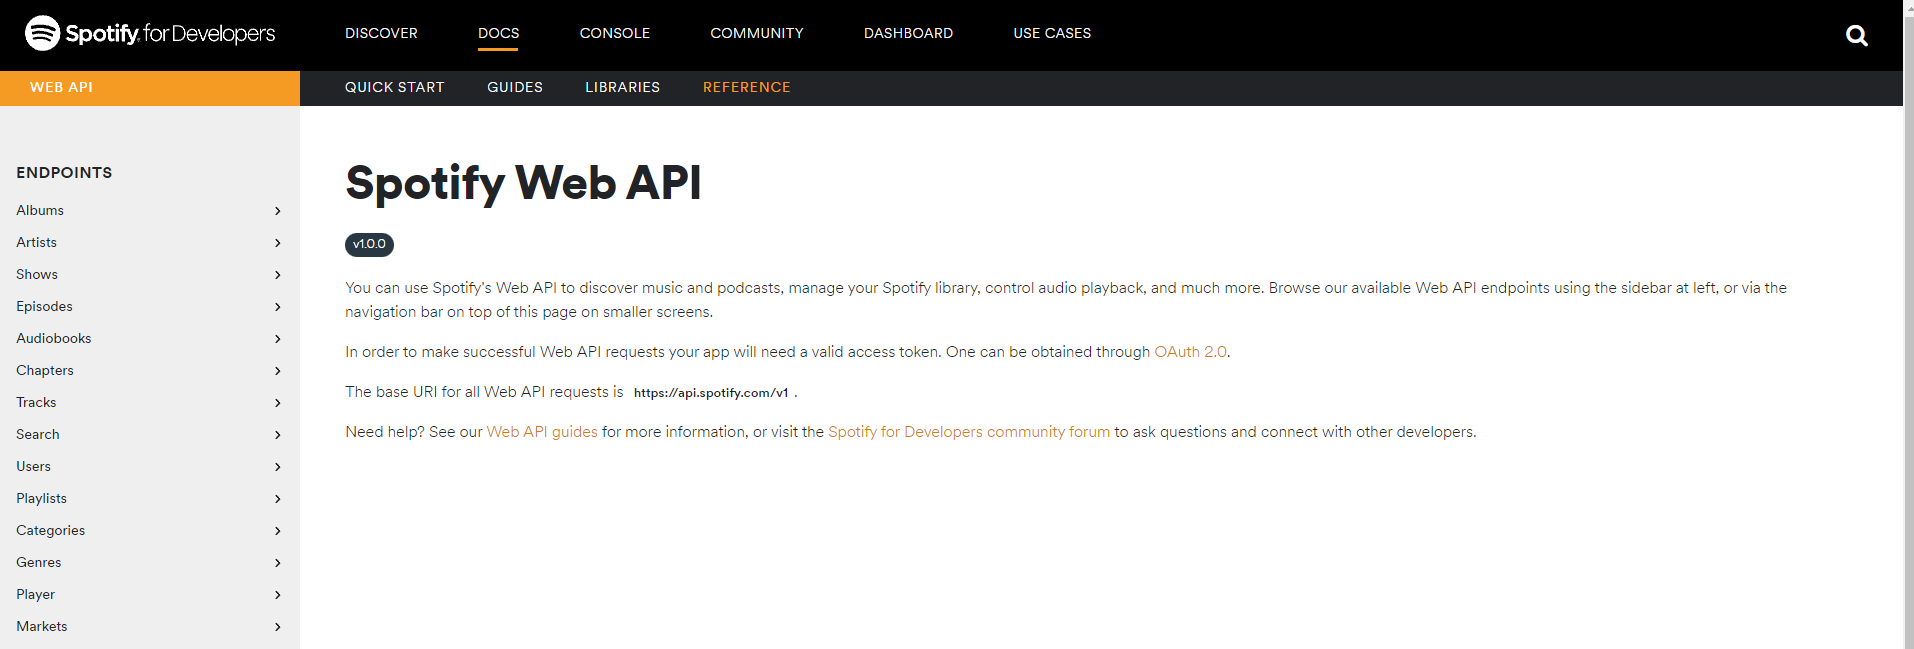 Spotify for Developers
DISCOVER
DOCS
CONSOLE
COMMUNITY
DASHBOARD
USE CASES
WEB API
QUICK START
GUIDES
LIBRARIES
REFERENCE
ENDPOINTS
Albums
Artists
Shows
Episodes
Audiobooks
Chapters
Tracks
Search
Users
Playlists
Categories
Genres
Player
Markets
Spotify Web API
v1.0.0
You can use Spotify's Web API to discover music and podcasts, manage your Spotify library, control audio playback, and much more. Browse our available Web API endpoints using the sidebar at left, or via the
navigation bar on top of this page on smaller screens.
In order to make successful Web API requests your app will need a valid access token. One can be obtained through OAuth 2.0.
The base URI for all Web API requests is https://api.spotify.com/v1 .
Need help? See our Web API guides for more information, or visit the Spotify for Developers community forum to ask questions and connect with other developers.